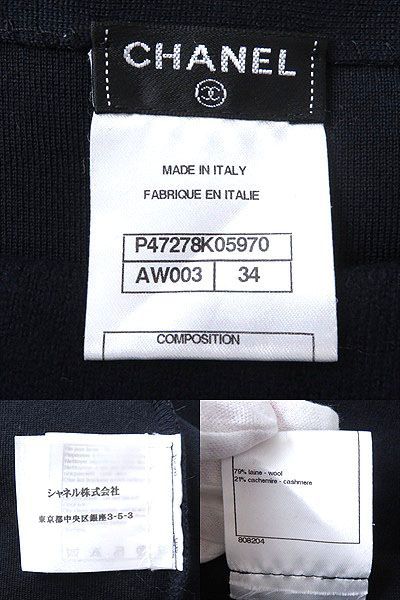 CHANEL
MADE IN ITALY
FABRIQUE EN ITALIE
P47278K05970
AW003 34
COMPOSITION
シャネル株式会社
東京都中央区銀座3-5-3
79% laine - wool
21% cachemire - cashmere
808204